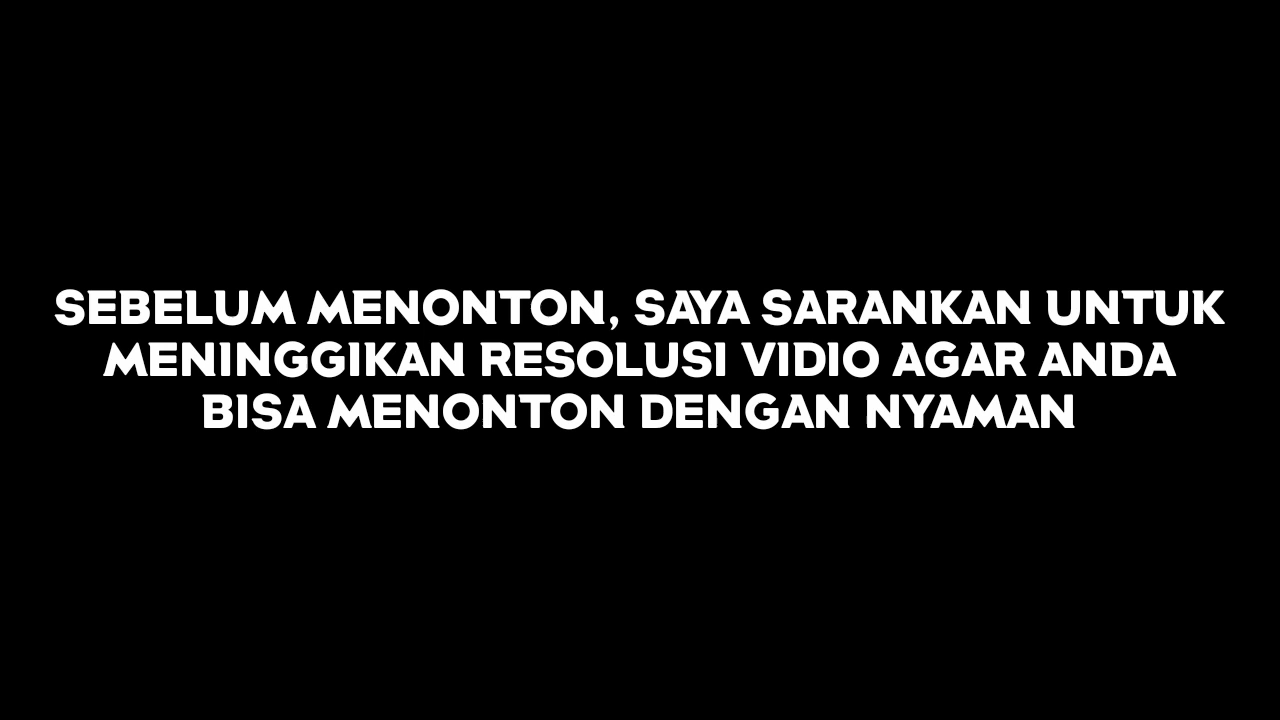 SEBELUM MENONTON, SAYA SARANKAN UNTUK
MENINGGIKAN RESOLUSI VIDIO AGAR ANDA
BISA MENONTON DENGAN NYAMAN